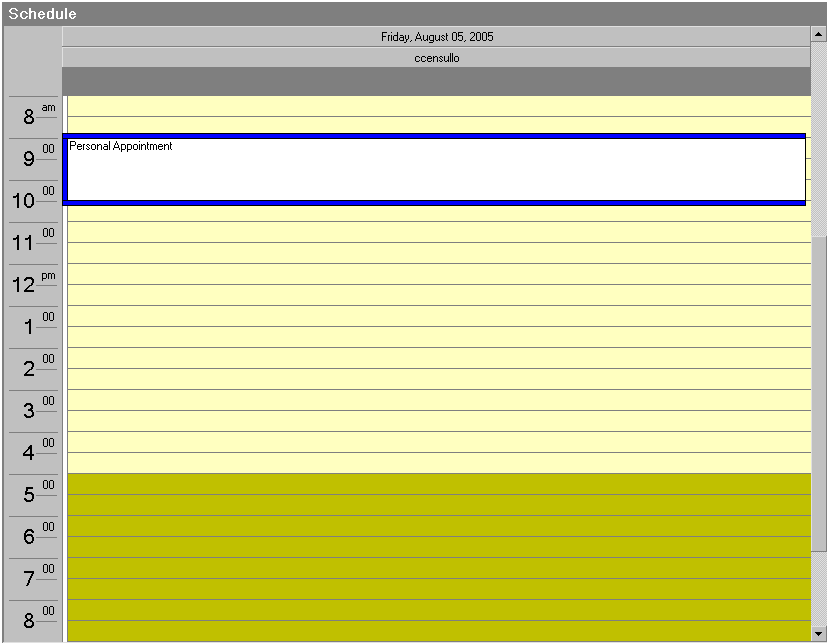 Schedule
Friday, August 05, 2005
ccensullo
8 am
Personal Appointment
9 00
10 00
11 00
12 pm
1 00
2 00
3 00
4 00
5 00
6 00
7 00
8 00